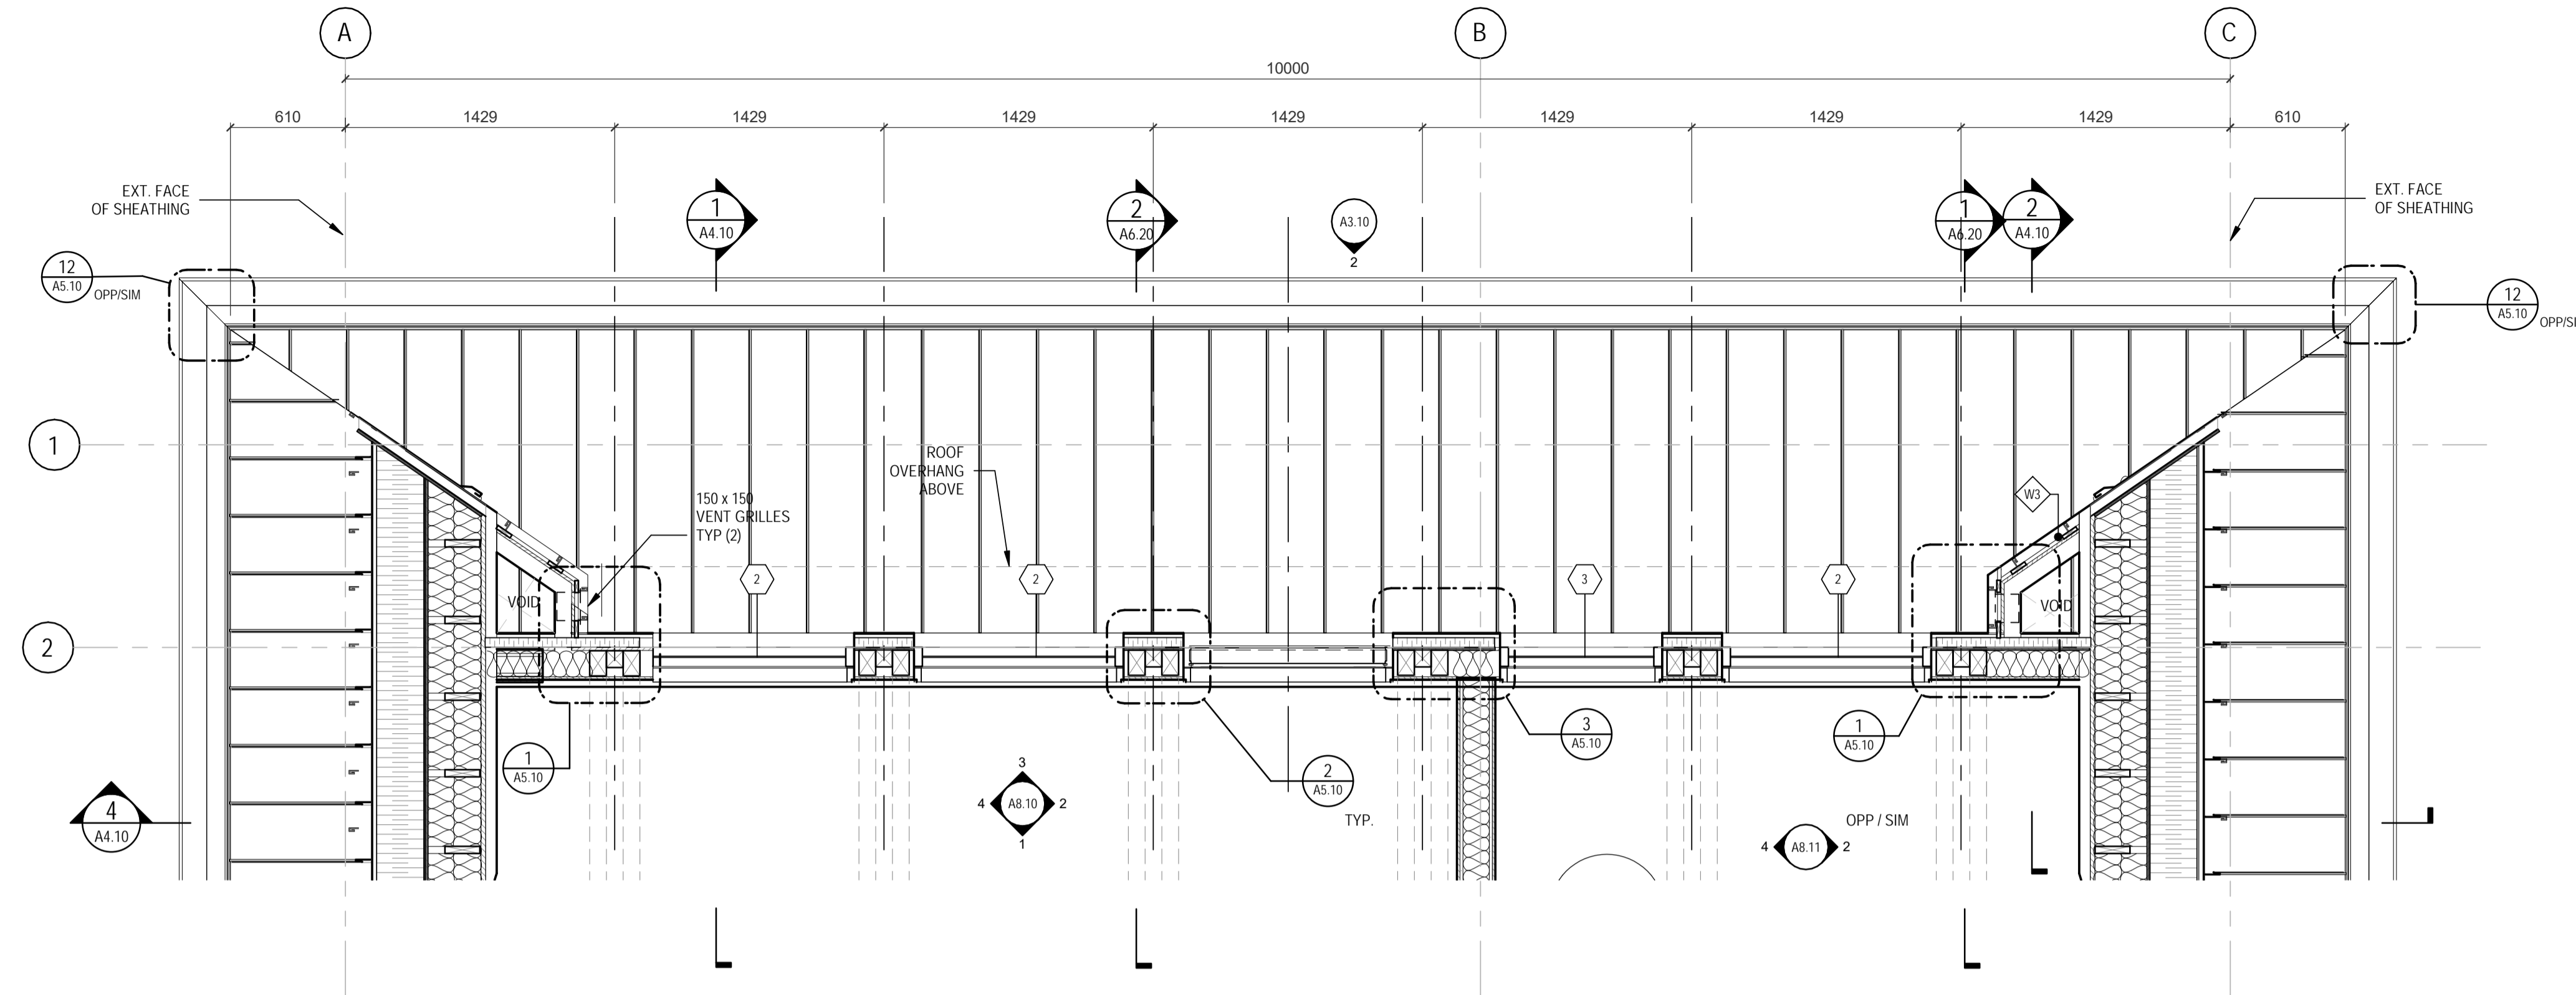 A
B
C
10000
610
1429
1429
1429
1429
1429
1429
1429
610
EXT. FACE
OF SHEATHING
1
A4.10
2
A6.20
A3.10
2
1
A6.20
2
A4.10
EXT. FACE
OF SHEATHING
12
A5.10
OPP/SIM
12
A5.10
1
ROOF
OVERHANG
ABOVE
150 x 150
VENT GRILLES
TYP (2)
W3
2
2
3
2
VOID
VOID
2
1
A5.10
3
4
A8.10
2
1
2
A5.10
TYP.
3
A5.10
1
A5.10
OPP / SIM
4
A8.11
2
4
A4.10